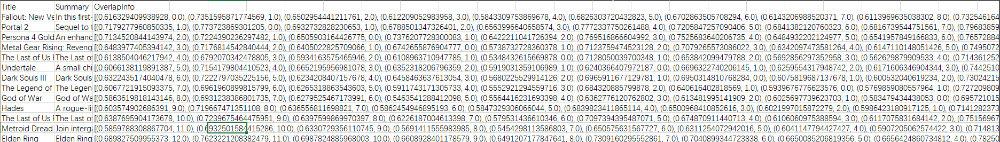 Title Summary OverlapInfo
Fallout: New Ve In this first- [(0.616329409938928, 0.0), (0.7351595871774569, 1.0), (0.6502954441211761, 2.0), (0.612209052983958, 3.0), (0.5843309753869678, 4.0), (0.6826303720432823, 5.0), (0.6702863505708294, 6.0), (0.6143206988520371, 7.0), (0.6113969635038302, 8.0), (0.732546164
Portal 2 Sequel to t [(0.7179277960850335, 1.0), (0.773723869301205, 0.0), (0.6932732828230653, 1.0), (0.6788501347326401, 2.0), (0.6563996640658574, 3.0), (0.7772337750261488, 4.0), (0.7205847257090406, 5.0), (0.6841382120760323, 6.0), (0.6816739544751561, 7.0), (0.79683859
Persona 4 Gold An enhanc [(0.7134520844143974, 2.0), (0.7224390236297482, 1.0), (0.6505903164426775, 0.0), (0.7376207728300083, 1.0), (0.6422211041726394, 2.0), (0.769516866604992, 3.0), (0.7525683640206735, 4.0), (0.6484932202124977, 5.0), (0.6541957849166833, 6.0), (0.76572884
Metal Gear Rising: Reveng [(0.6483977405394142, 3.0), (0.7176814542840444, 2.0), (0.6405022825709066, 1.0), (0.6742655876904777, 0.0), (0.5738732728360378, 1.0), (0.7123759474523128, 2.0), (0.7079265573086022, 3.0), (0.6342097473581264, 4.0), (0.6147110148051426, 5.0), (0.7495072
The Last of Us The Last of [(0.6138504046217942, 4.0), (0.6792070342478805, 3.0), (0.5934163575465946, 2.0), (0.6108963710947785, 1.0), (0.5348432615669878, 0.0), (0.7128050039700348, 1.0), (0.653842099479788, 2.0), (0.5692856297352958, 3.0), (0.562629879909533, 4.0), (0.714361252
Undertale A small chi [(0.6066138119891387, 5.0), (0.7154179804410523, 4.0), (0.6652195956981078, 3.0), (0.6352318206796359, 2.0), (0.5919031359106989, 1.0), (0.6240366407972187, 0.0), (0.6696322740206145, 1.0), (0.6259554317948742, 2.0), (0.6171606346904344, 3.0), (0.7442510
Dark Souls III Dark Souls [(0.6322435174040478, 6.0), (0.7222797035225156, 5.0), (0.6234208407157678, 4.0), (0.6458463637613054, 3.0), (0.5680225529914126, 2.0), (0.6965911677129781, 1.0), (0.6950314810768284, 0.0), (0.6075819687137678, 1.0), (0.600532040619234, 2.0), (0.73024215
The Legend of The Legen [(0.6067721915093375, 7.0), (0.6961960899815799, 6.0), (0.6265318863543603, 5.0), (0.5911743171305733, 4.0), (0.5552921294559716, 3.0), (0.684320885799878, 2.0), (0.640616402818569, 1.0), (0.5939676776623576, 0.0), (0.5769859080557964, 1.0), (0.727209809
God of War God of Wa [(0.5863619818143146, 8.0), (0.6931238386801735, 7.0), (0.6279525467173991, 6.0), (0.5463541288412098, 5.0), (0.5564416231693398, 4.0), (0.6362776120762802, 3.0), (0.613481995141909, 2.0), (0.6025697739623703, 1.0), (0.583479434438053, 0.0), (0.695721015
Hades A rogue-li [(0.603574902686391, 9.0), (0.719667471351108, 8.0), (0.636556811698821, 7.0), (0.5862454946895193, 6.0), (0.584732930606​6044, 5.0), (0.6839823411865114, 4.0), (0.6500968410852616, 3.0), (0.6021997015872279, 2.0), (0.5986423180917125, 1.0), (0.7141282373
The Last of Us The Last of [(0.6387695904173678, 10.0), (0.7239675464475951, 9.0), (0.6397599869970397, 8.0), (0.6226187004613398, 7.0), (0.579531436610346, 6.0), (0.7097394395487071, 5.0), (0.674870911440713, 4.0), (0.6106060975388594, 3.0), (0.6117075831684142, 2.0), (0.75156967
Metroid Dread Join interg [(0.5859788308867704, 11.0), (0.6932501584415286, 10.0), (0.6330729356110745, 9.0), (0.5691411555983985, 8.0), (0.5454298113586803, 7.0), (0.650575631567727, 6.0), (0.6311254072942016, 5.0), (0.6041147794427427, 4.0), (0.5907205062574422, 3.0), (0.714813
Elden Ring Elden Ring [(0.689827509955373, 12.0), (0.7623221208382479, 11.0), (0.6987824885968003, 10.0), (0.6608928401178579, 9.0), (0.6491207177847641, 8.0), (0.7309160295552861, 7.0), (0.7040899344723838, 6.0), (0.6650085206819356, 5.0), (0.6656424860734812, 4.0), (0.78250